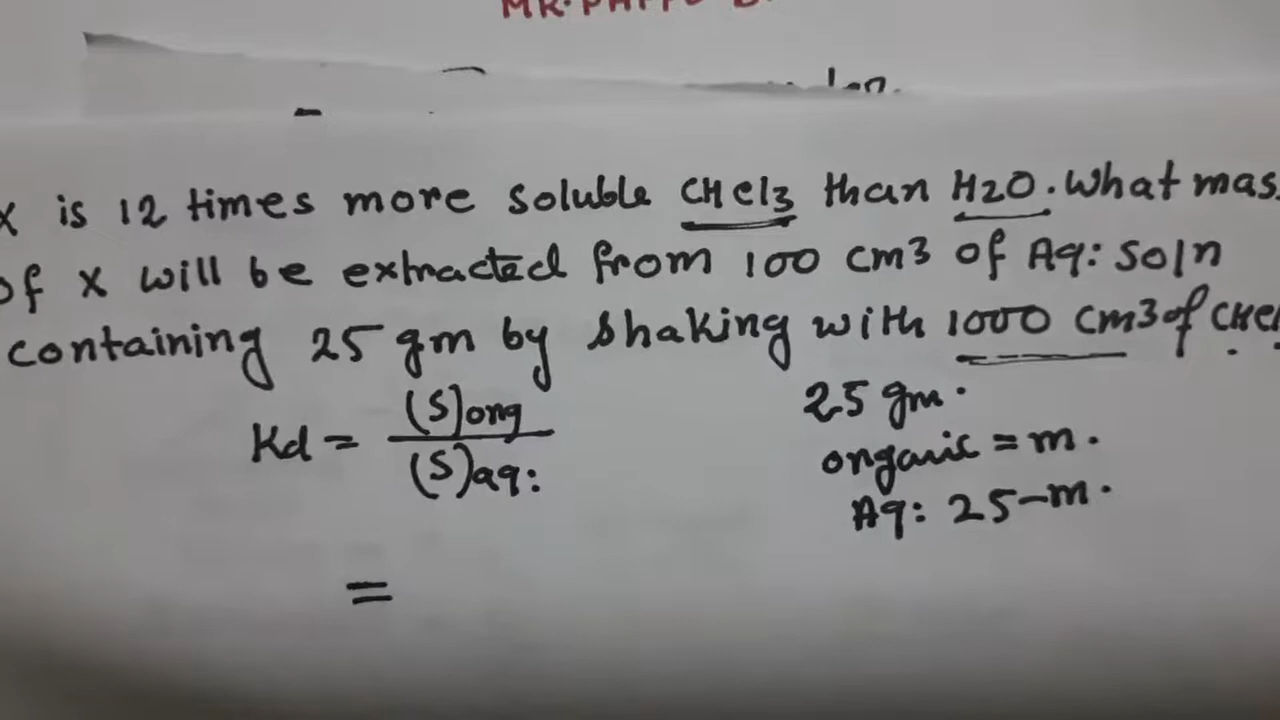 X is 12 times more soluble CHCl3 than H2O. What mas
of X will be extracted from 100 cm3 of Aq: soln
containing 25 gm by shaking with 1000 cm3 of CHCl
Kd = (S)org / (S)aq:
25 gm.
organic = m.
Aq: 25-m.
=